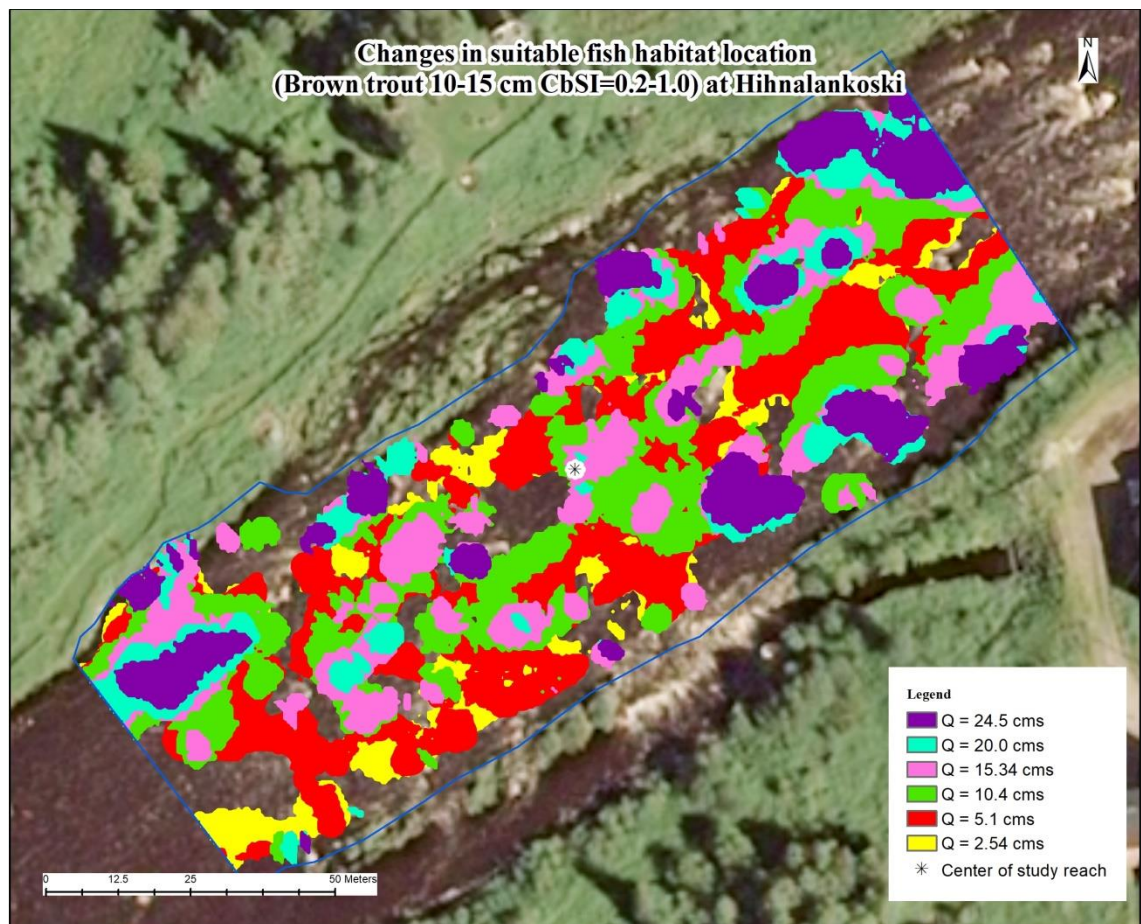 Changes in suitable fish habitat location
(Brown trout 10-15 cm CbSI=0.2-1.0) at Hihnalankoski
N
Legend
Q = 24.5 cms
Q = 20.0 cms
Q = 15.34 cms
Q = 10.4 cms
Q = 5.1 cms
Q = 2.54 cms
Center of study reach
0 12.5 25 50 Meters